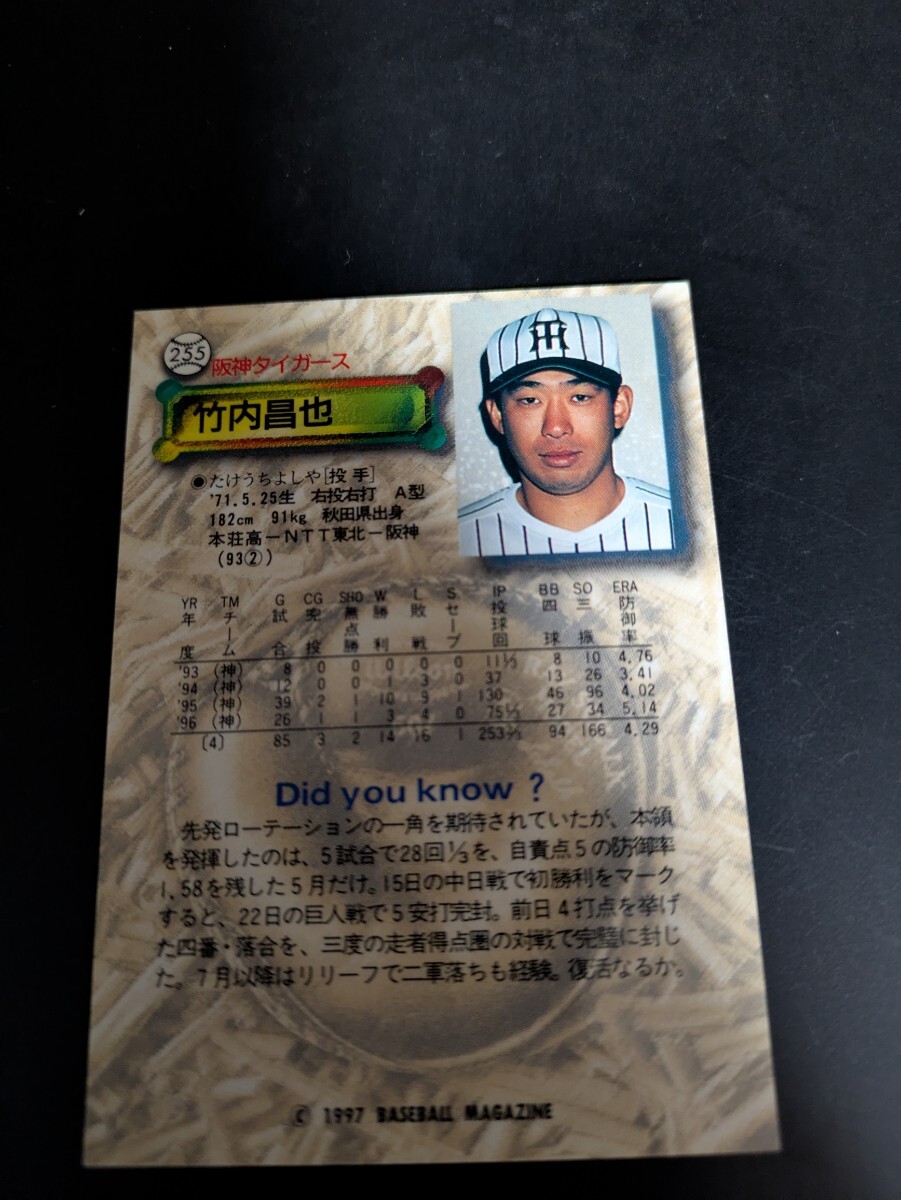 255
阪神タイガース
竹内昌也
●たけうちよしや[投手]
'71.5.25生 右投右打 A型
182cm 91kg 秋田県出身
本荘高－NTT東北－阪神
(93②)
YR TM G CG SHO W L S IP BB SO ERA
年度 チーム 試合 完投 無点勝 勝利 敗戦 セーブ 投球回 四球 三振 防御率
'93 (神) 8 0 0 0 0 0 11⅓ 8 10 4.76
'94 (神) 12 0 0 1 3 0 37 13 26 3.41
'95 (神) 39 2 1 10 9 1 130 46 96 4.02
'96 (神) 26 1 1 3 4 0 75⅓ 27 34 5.14
[4] 85 3 2 14 16 1 253⅔ 94 166 4.29
Did you know ?
先発ローテーションの一角を期待されていたが、本領
を発揮したのは、5試合で28回⅓を、自責点5の防御率
1.58を残した5月だけ。15日の中日戦で初勝利をマーク
すると、22日の巨人戦で5安打完封。前日4打点を挙げ
た四番・落合を、三度の走者得点圏の対戦で完璧に封じ
た。7月以降はリリーフで二軍落ちも経験。復活なるか。
© 1997 BASEBALL MAGAZINE